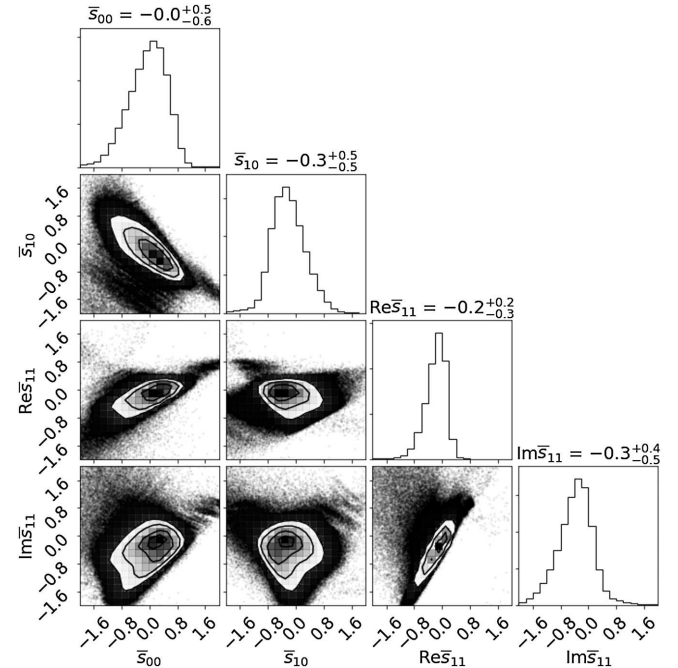 s̅₀₀ = −0.0⁺⁰·⁵₋₀.₆
s̅₁₀ = −0.3⁺⁰·⁵₋₀.₅
1.6
0.8
0.0
−0.8
−1.6
s̅₁₀
Res̅₁₁ = −0.2⁺⁰·²₋₀.₃
1.6
0.8
0.0
−0.8
−1.6
Res̅₁₁
Ims̅₁₁ = −0.3⁺⁰·⁴₋₀.₅
1.6
0.8
0.0
−0.8
−1.6
Ims̅₁₁
−1.6 −0.8 0.0 0.8 1.6 −1.6 −0.8 0.0 0.8 1.6 −1.6 −0.8 0.0 0.8 1.6 −1.6 −0.8 0.0 0.8 1.6
s̅₀₀ s̅₁₀ Res̅₁₁ Ims̅₁₁